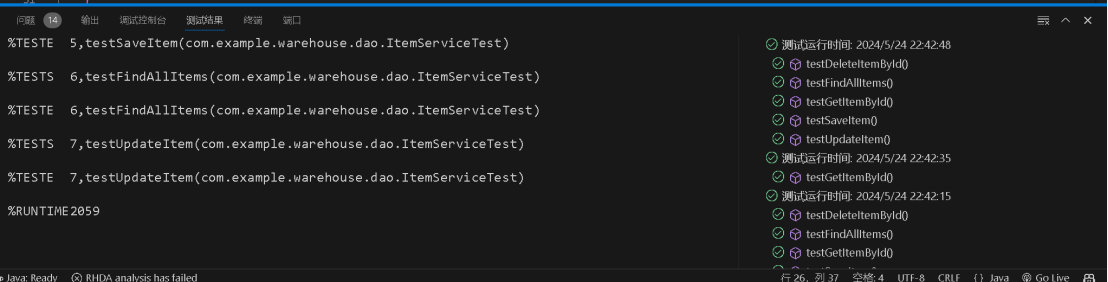 问题 14 输出 调试控制台 测试结果 终端 端口
%TESTE 5,testSaveItem(com.example.warehouse.dao.ItemServiceTest)
%TESTS 6,testFindAllItems(com.example.warehouse.dao.ItemServiceTest)
%TESTE 6,testFindAllItems(com.example.warehouse.dao.ItemServiceTest)
%TESTS 7,testUpdateItem(com.example.warehouse.dao.ItemServiceTest)
%TESTE 7,testUpdateItem(com.example.warehouse.dao.ItemServiceTest)
%RUNTIME2059
测试运行时间: 2024/5/24 22:42:48
testDeleteItemById()
testFindAllItems()
testGetItemById()
testSaveItem()
testUpdateItem()
测试运行时间: 2024/5/24 22:42:35
testGetItemById()
测试运行时间: 2024/5/24 22:42:15
testDeleteItemById()
testFindAllItems()
testGetItemById()
Java: Ready RHDA analysis has failed 行 26，列 37 空格: 4 UTF-8 CRLF {} Java Go Live